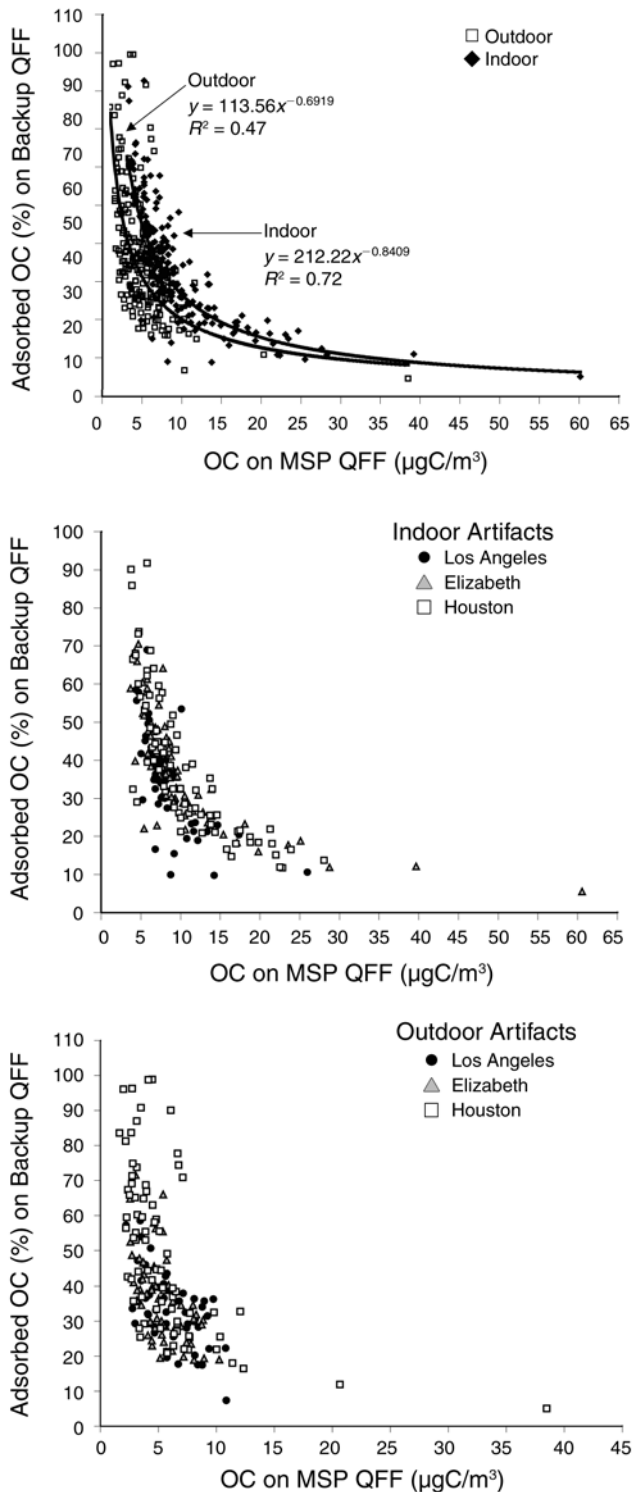 110
100
90
80
70
60
50
40
30
20
10
0
Adsorbed OC (%) on Backup QFF
Outdoor
Indoor
Outdoor
y = 113.56x^−0.6919
R² = 0.47
Indoor
y = 212.22x^−0.8409
R² = 0.72
0 5 10 15 20 25 30 35 40 45 50 55 60 65
OC on MSP QFF (µgC/m³)
100
90
80
70
60
50
40
30
20
10
0
Adsorbed OC (%) on Backup QFF
Indoor Artifacts
Los Angeles
Elizabeth
Houston
0 5 10 15 20 25 30 35 40 45 50 55 60 65
OC on MSP QFF (µgC/m³)
110
100
90
80
70
60
50
40
30
20
10
0
Adsorbed OC (%) on Backup QFF
Outdoor Artifacts
Los Angeles
Elizabeth
Houston
0 5 10 15 20 25 30 35 40 45
OC on MSP QFF (µgC/m³)